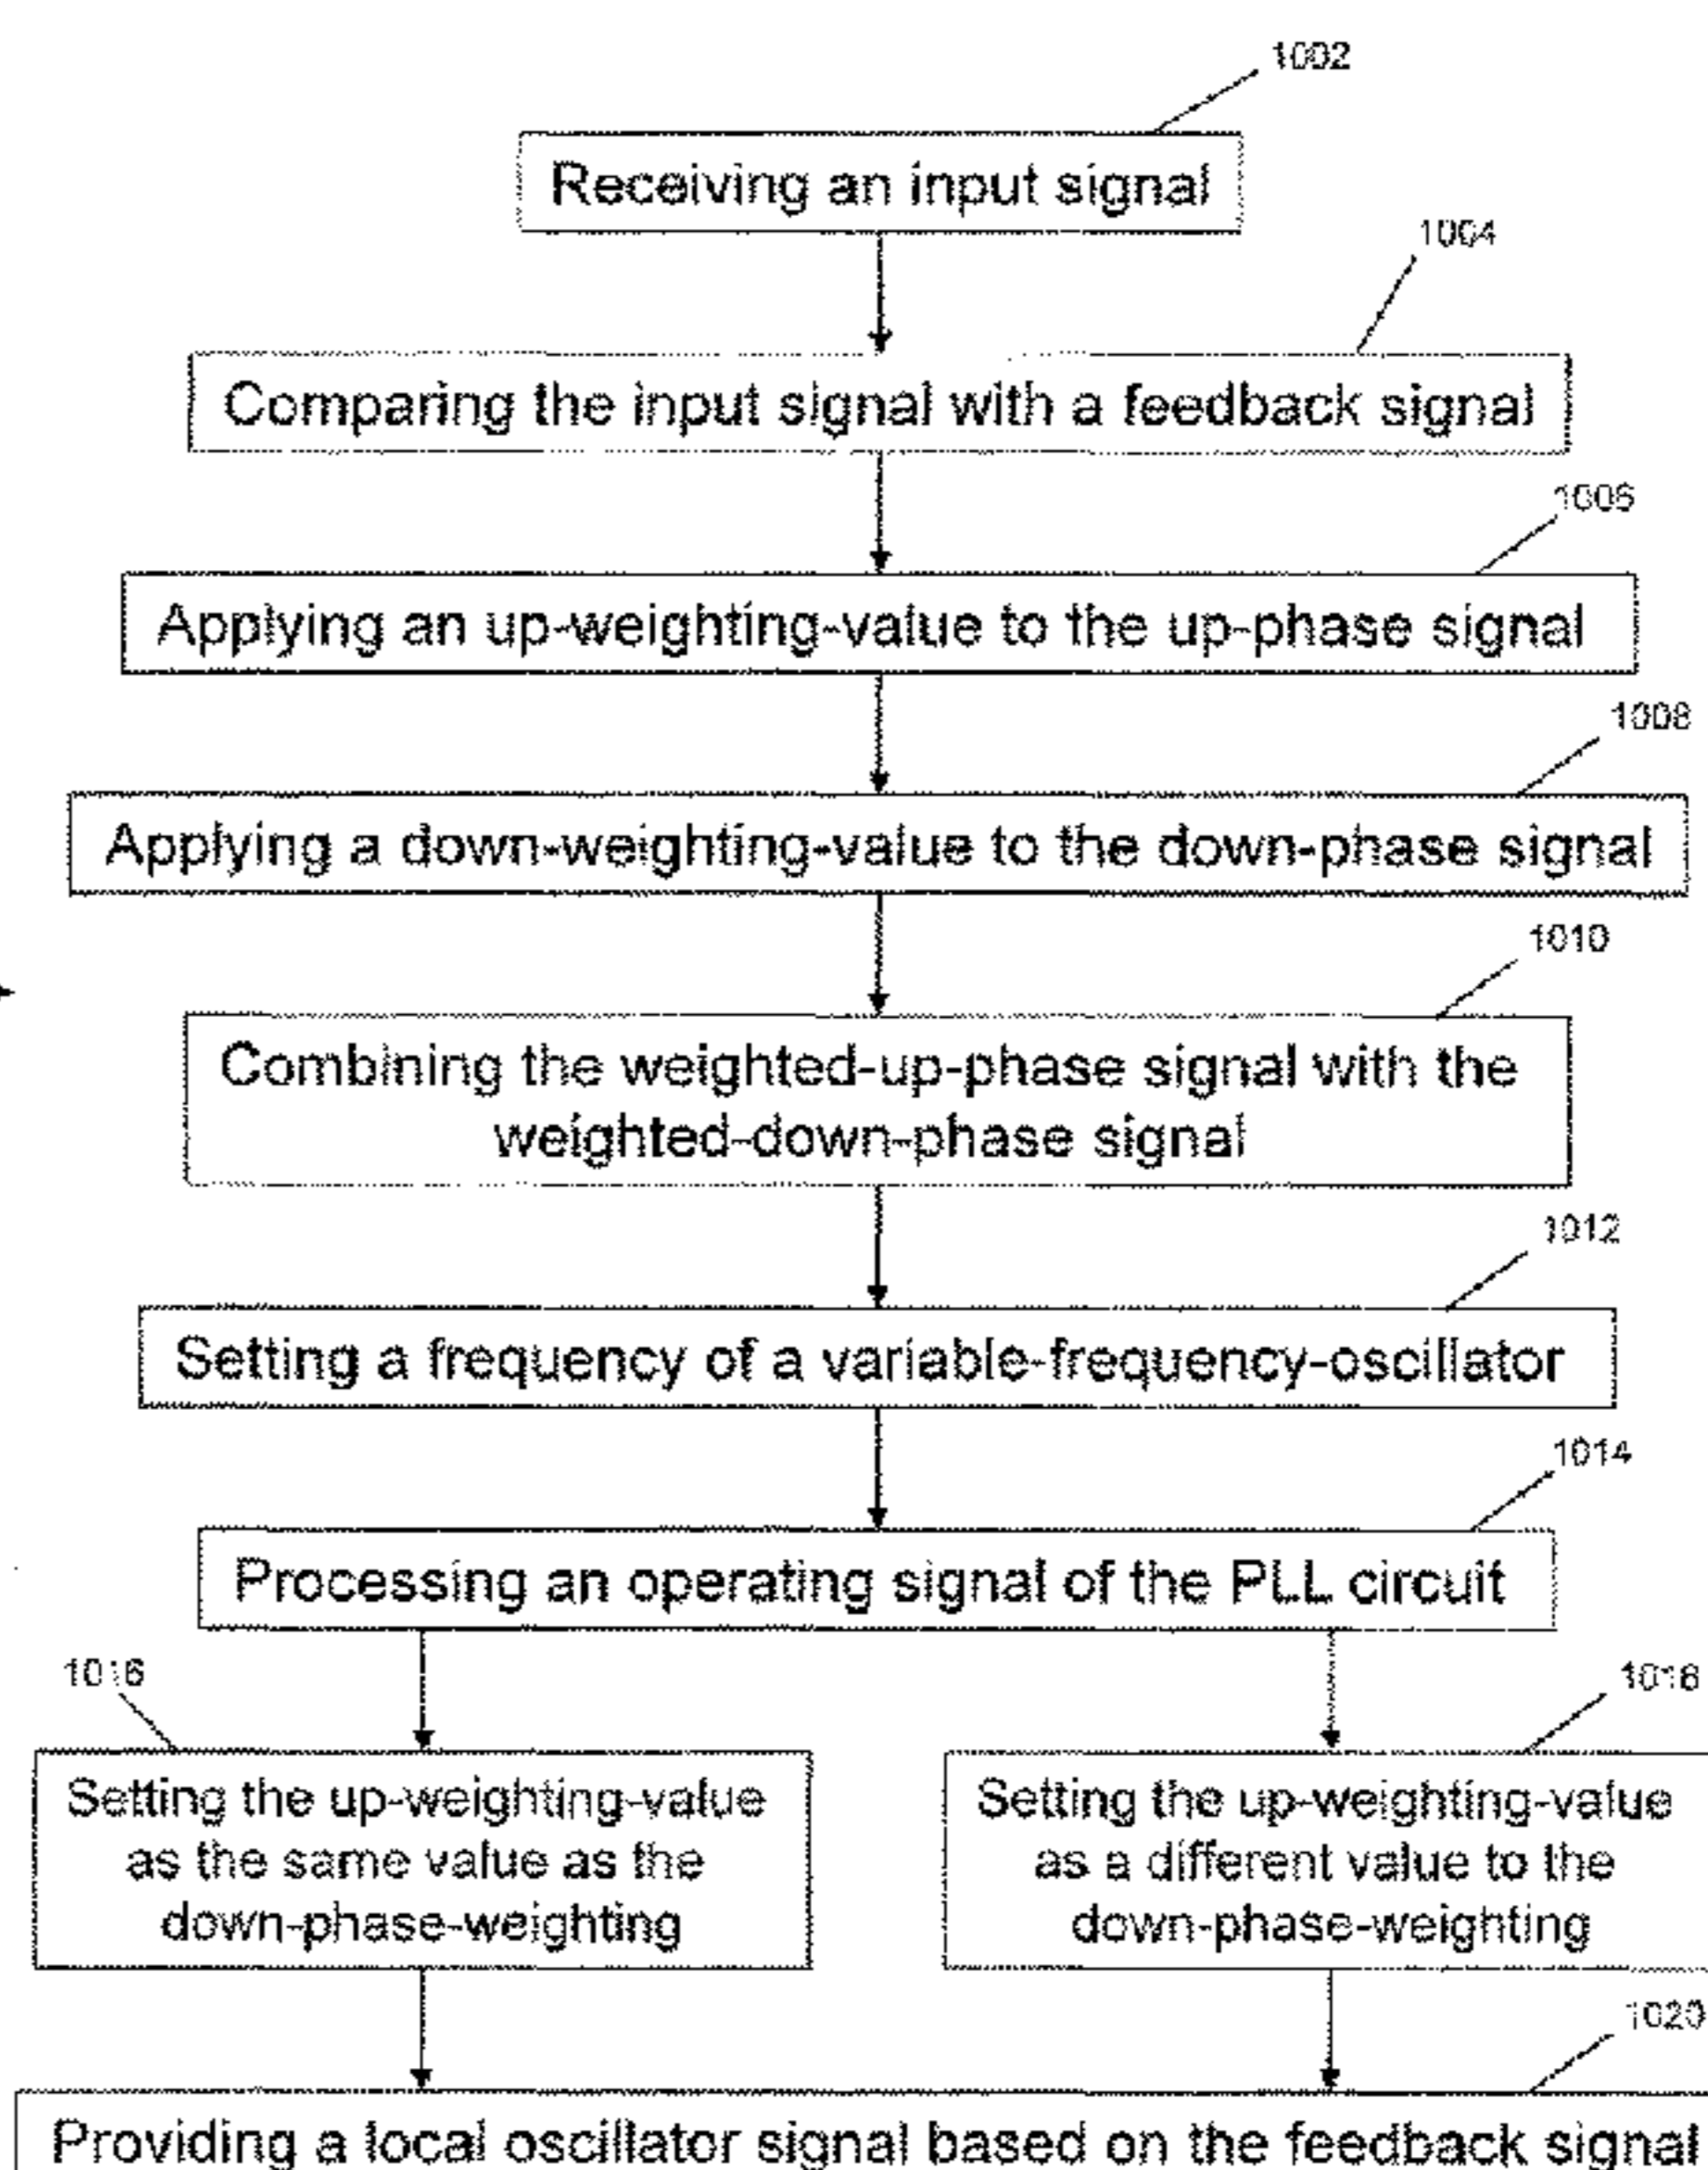 1002
Receiving an input signal
1004
Comparing the input signal with a feedback signal
1006
Applying an up-weighting-value to the up-phase signal
1008
Applying a down-weighting-value to the down-phase signal
1010
Combining the weighted-up-phase signal with the
weighted-down-phase signal
1012
Setting a frequency of a variable-frequency-oscillator
1014
Processing an operating signal of the PLL circuit
1016
Setting the up-weighting-value
as the same value as the
down-phase-weighting
1018
Setting the up-weighting-value
as a different value to the
down-phase-weighting
1020
Providing a local oscillator signal based on the feedback signal